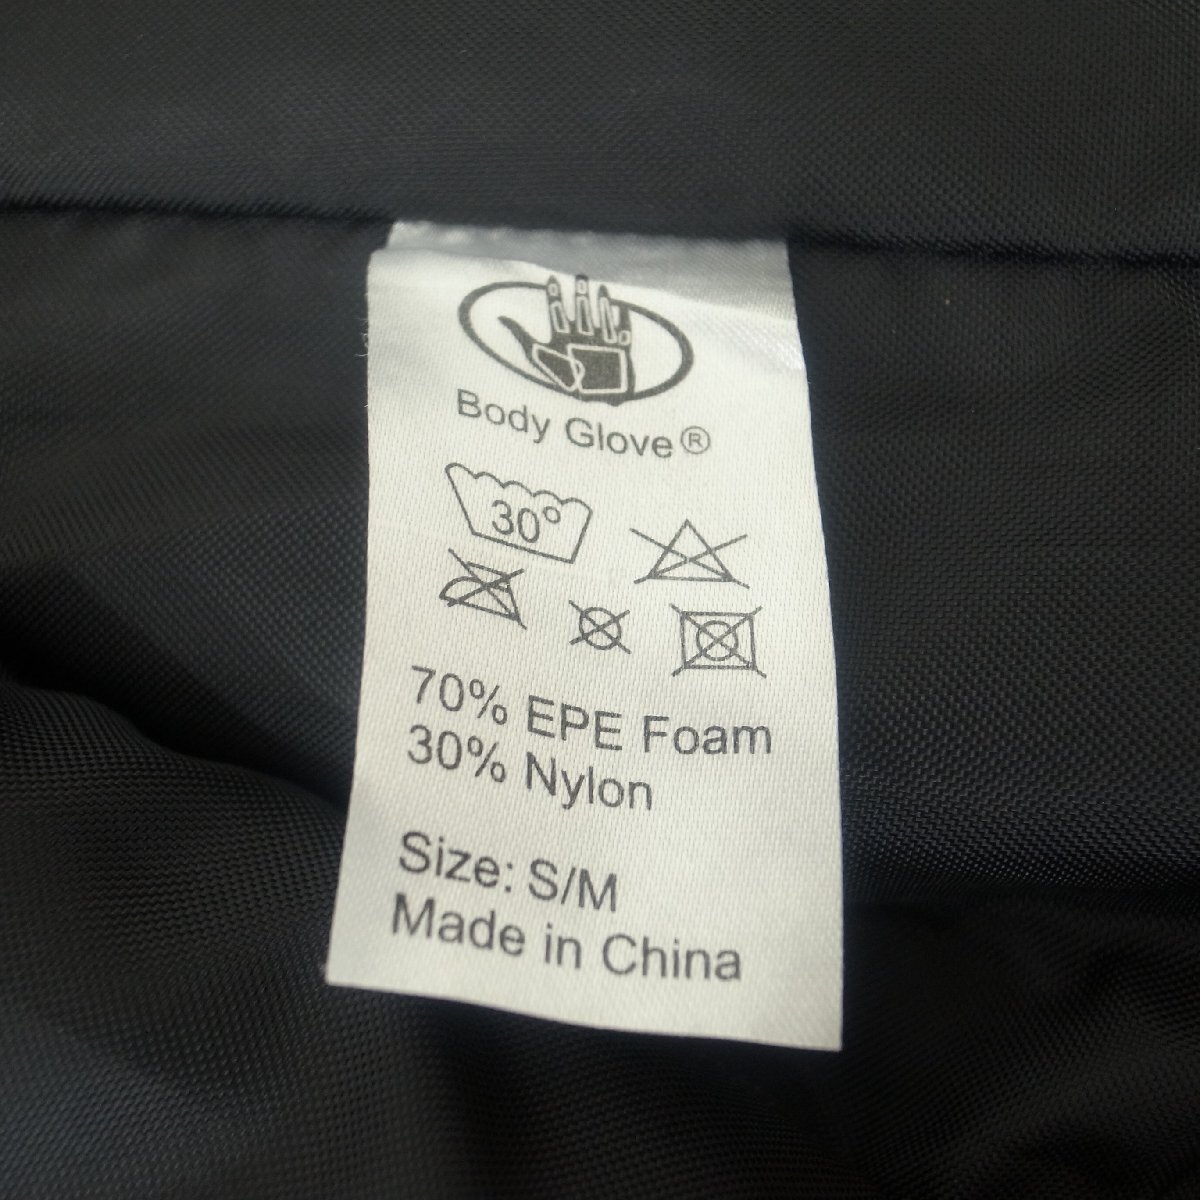 Body Glove®
30°
70% EPE Foam
30% Nylon
Size: S/M
Made in China